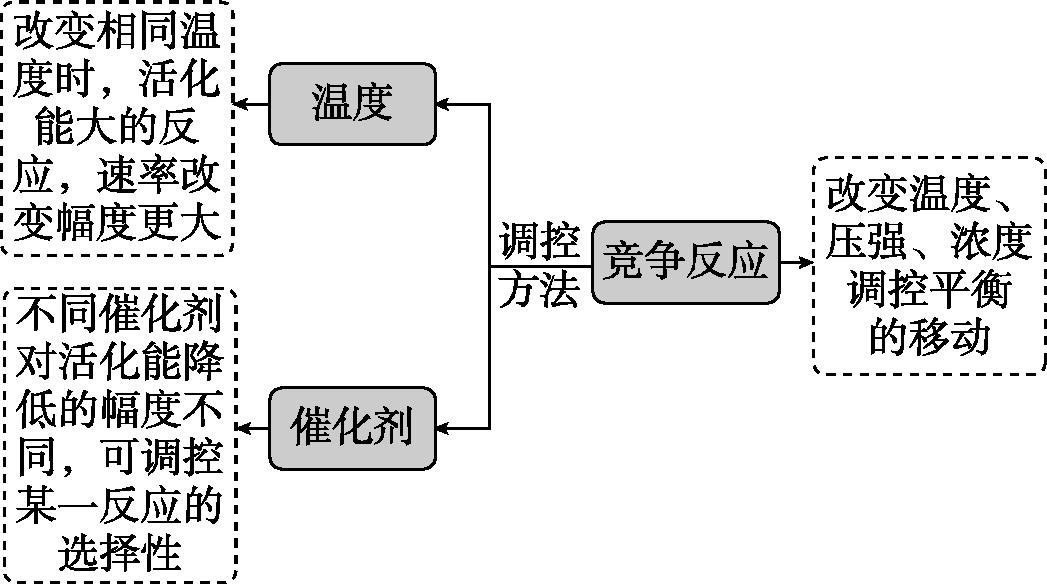 改变相同温
度时，活化
能大的反
应，速率改
变幅度更大
温度
调控
方法
竞争反应
改变温度、
压强、浓度
调控平衡
的移动
不同催化剂
对活化能降
低的幅度不
同，可调控
某一反应的
选择性
催化剂